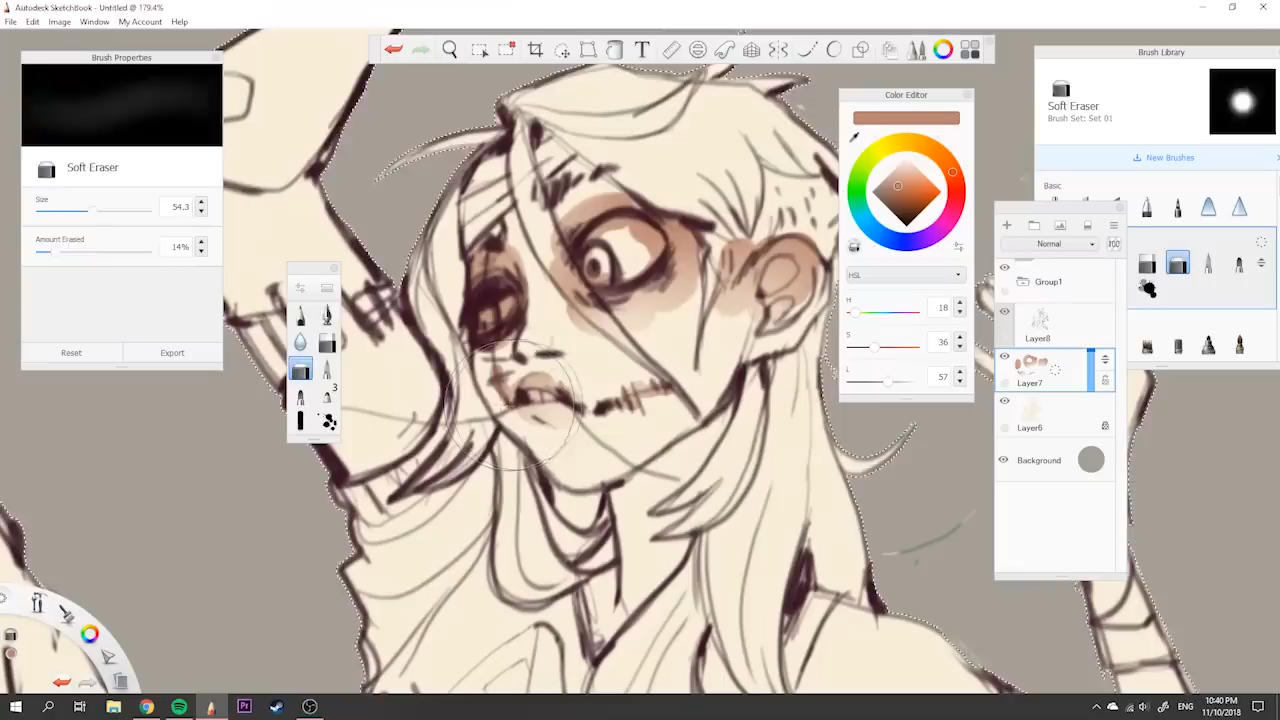 Autodesk SketchBook - Untitled @ 179.4%
File Edit Image Window My Account Help
Brush Properties
Soft Eraser
Size
54.3
Amount Erased
14%
Reset Export
3
T
Color Editor
HSL
H 18
S 36
L 57
Brush Library
Soft Eraser
Brush Set: Set 01
New Brushes
Basic
Normal
100
Group1
Layer8
Layer7
Layer6
Background
Pr
ENG
10:40 PM
11/10/2018